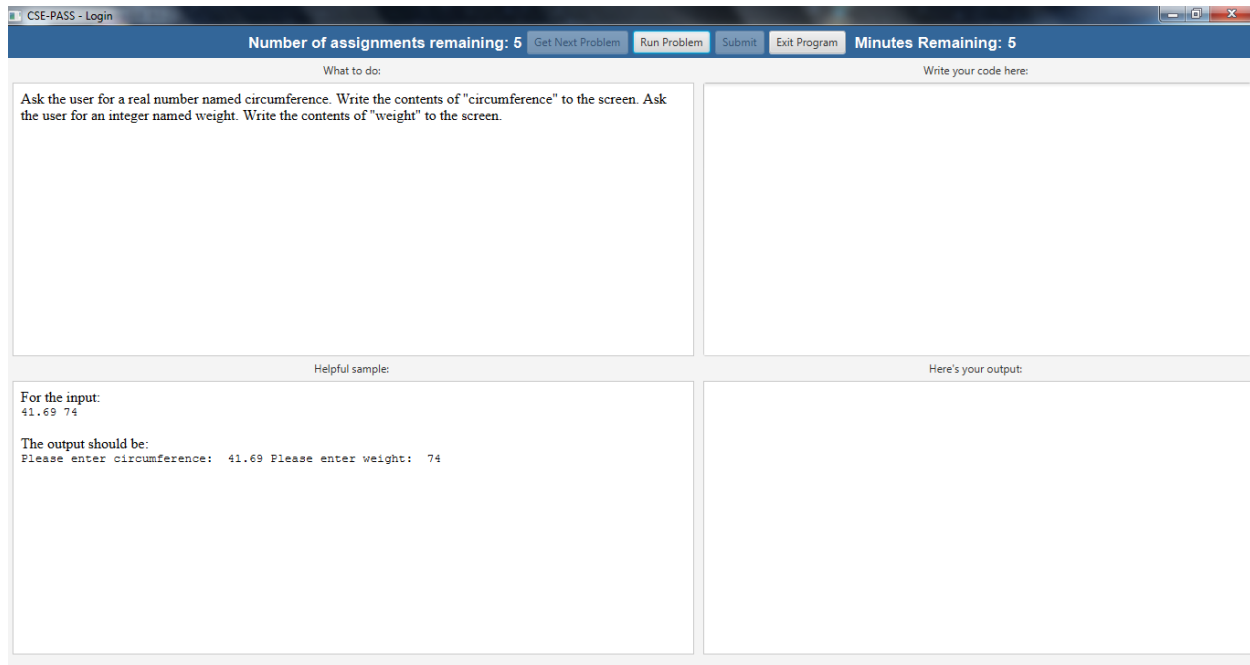 CSE-PASS - Login
Number of assignments remaining: 5 Get Next Problem Run Problem Submit Exit Program Minutes Remaining: 5
What to do:
Ask the user for a real number named circumference. Write the contents of "circumference" to the screen. Ask
the user for an integer named weight. Write the contents of "weight" to the screen.
Write your code here:
Helpful sample:
For the input:
41.69 74
The output should be:
Please enter circumference:  41.69 Please enter weight:  74
Here's your output: